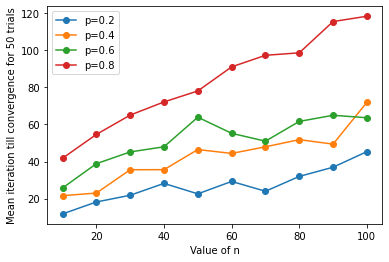 p=0.2
p=0.4
p=0.6
p=0.8
Mean iteration till convergence for 50 trials
120
100
80
60
40
20
20 40 60 80 100
Value of n